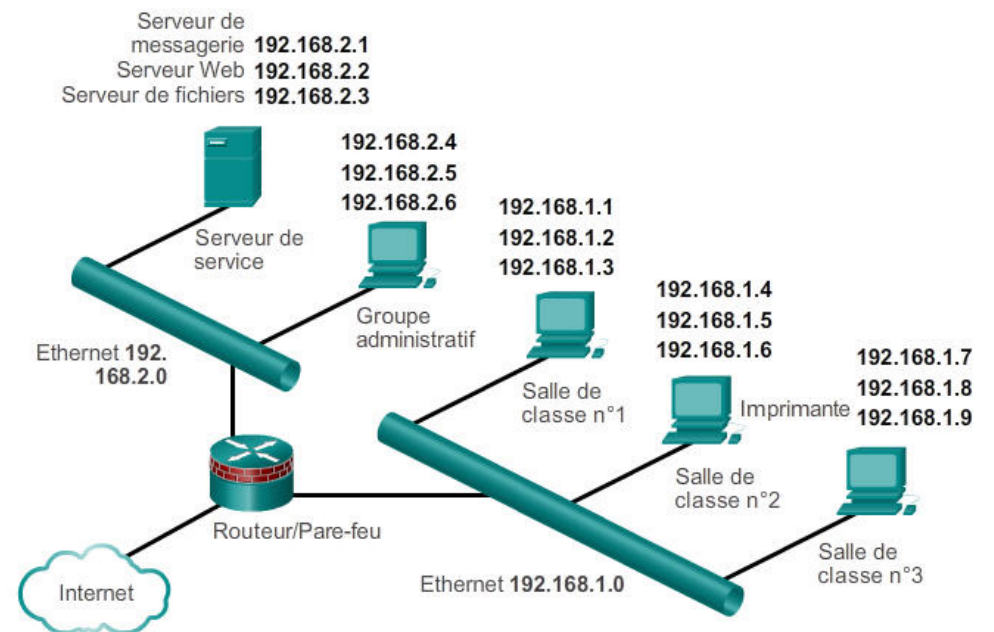 Serveur de
messagerie 192.168.2.1
Serveur Web 192.168.2.2
Serveur de fichiers 192.168.2.3
192.168.2.4
192.168.2.5
192.168.2.6
Serveur de
service
192.168.1.1
192.168.1.2
192.168.1.3
Groupe
administratif
192.168.1.4
192.168.1.5
192.168.1.6
Ethernet 192.
168.2.0
Salle de
classe n°1
Imprimante
192.168.1.7
192.168.1.8
192.168.1.9
Salle de
classe n°2
Routeur/Pare-feu
Salle de
classe n°3
Ethernet 192.168.1.0
Internet